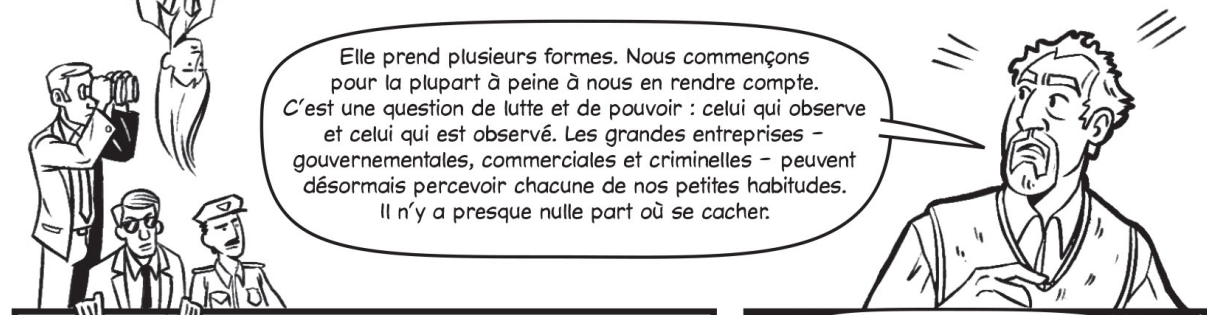 Elle prend plusieurs formes. Nous commençons
pour la plupart à peine à nous en rendre compte.
C'est une question de lutte et de pouvoir : celui qui observe
et celui qui est observé. Les grandes entreprises –
gouvernementales, commerciales et criminelles – peuvent
désormais percevoir chacune de nos petites habitudes.
Il n'y a presque nulle part où se cacher.